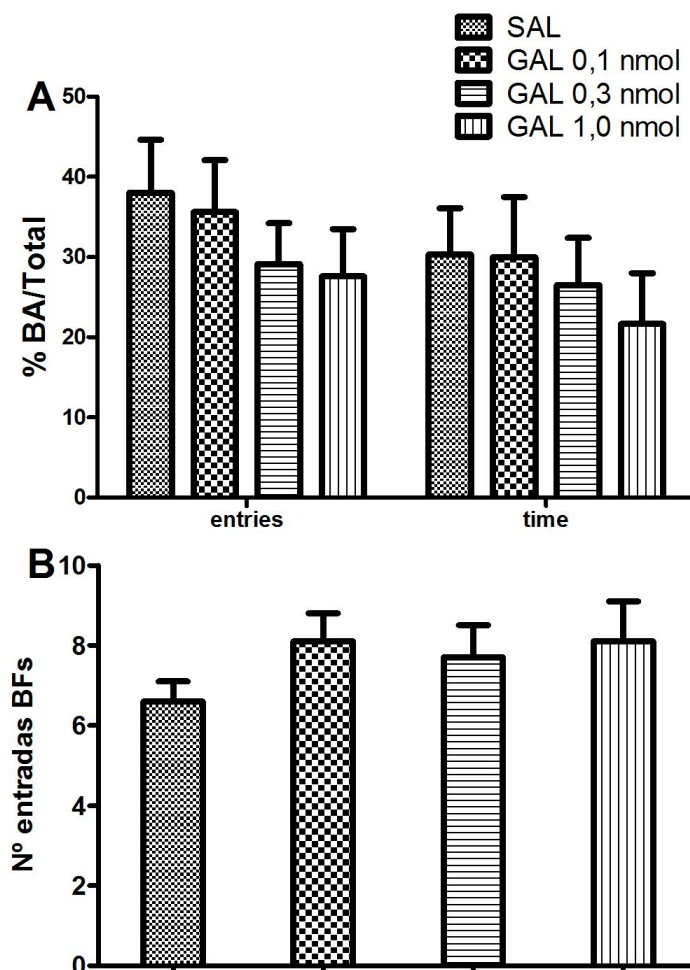 SAL
GAL 0,1 nmol
GAL 0,3 nmol
GAL 1,0 nmol
A
% BA/Total
50
40
30
20
10
0
entries time
B
Nº entradas BFs
10
8
6
4
2
0